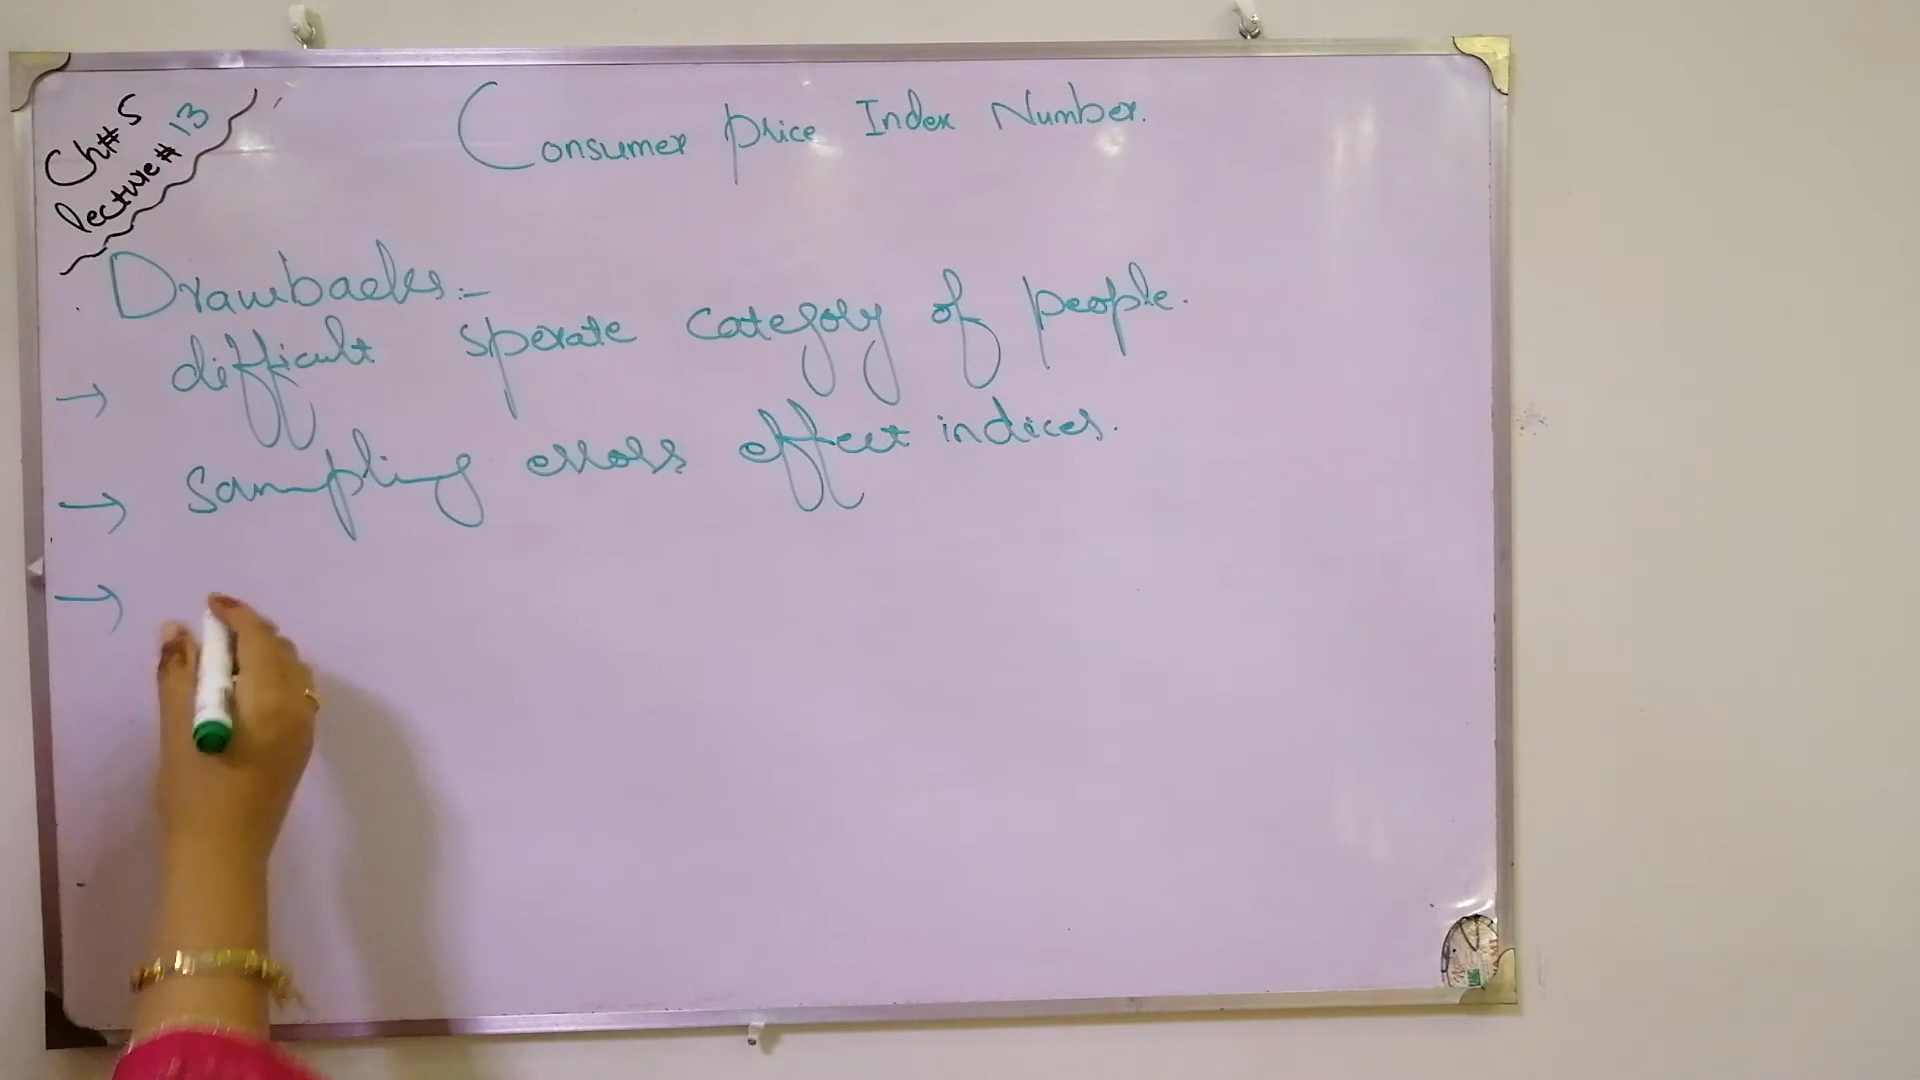 Ch# 5
lecture# 13
Consumer price Index Number.
Drawbacks:-
→ difficult sperate category of people.
→ Sampling errors effect indices.
→